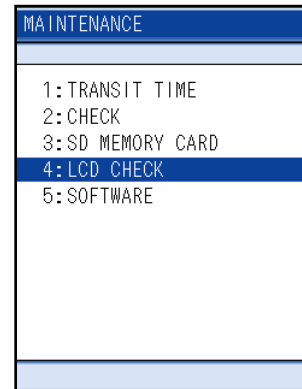 MAINTENANCE
1:TRANSIT TIME
2:CHECK
3:SD MEMORY CARD
4:LCD CHECK
5:SOFTWARE